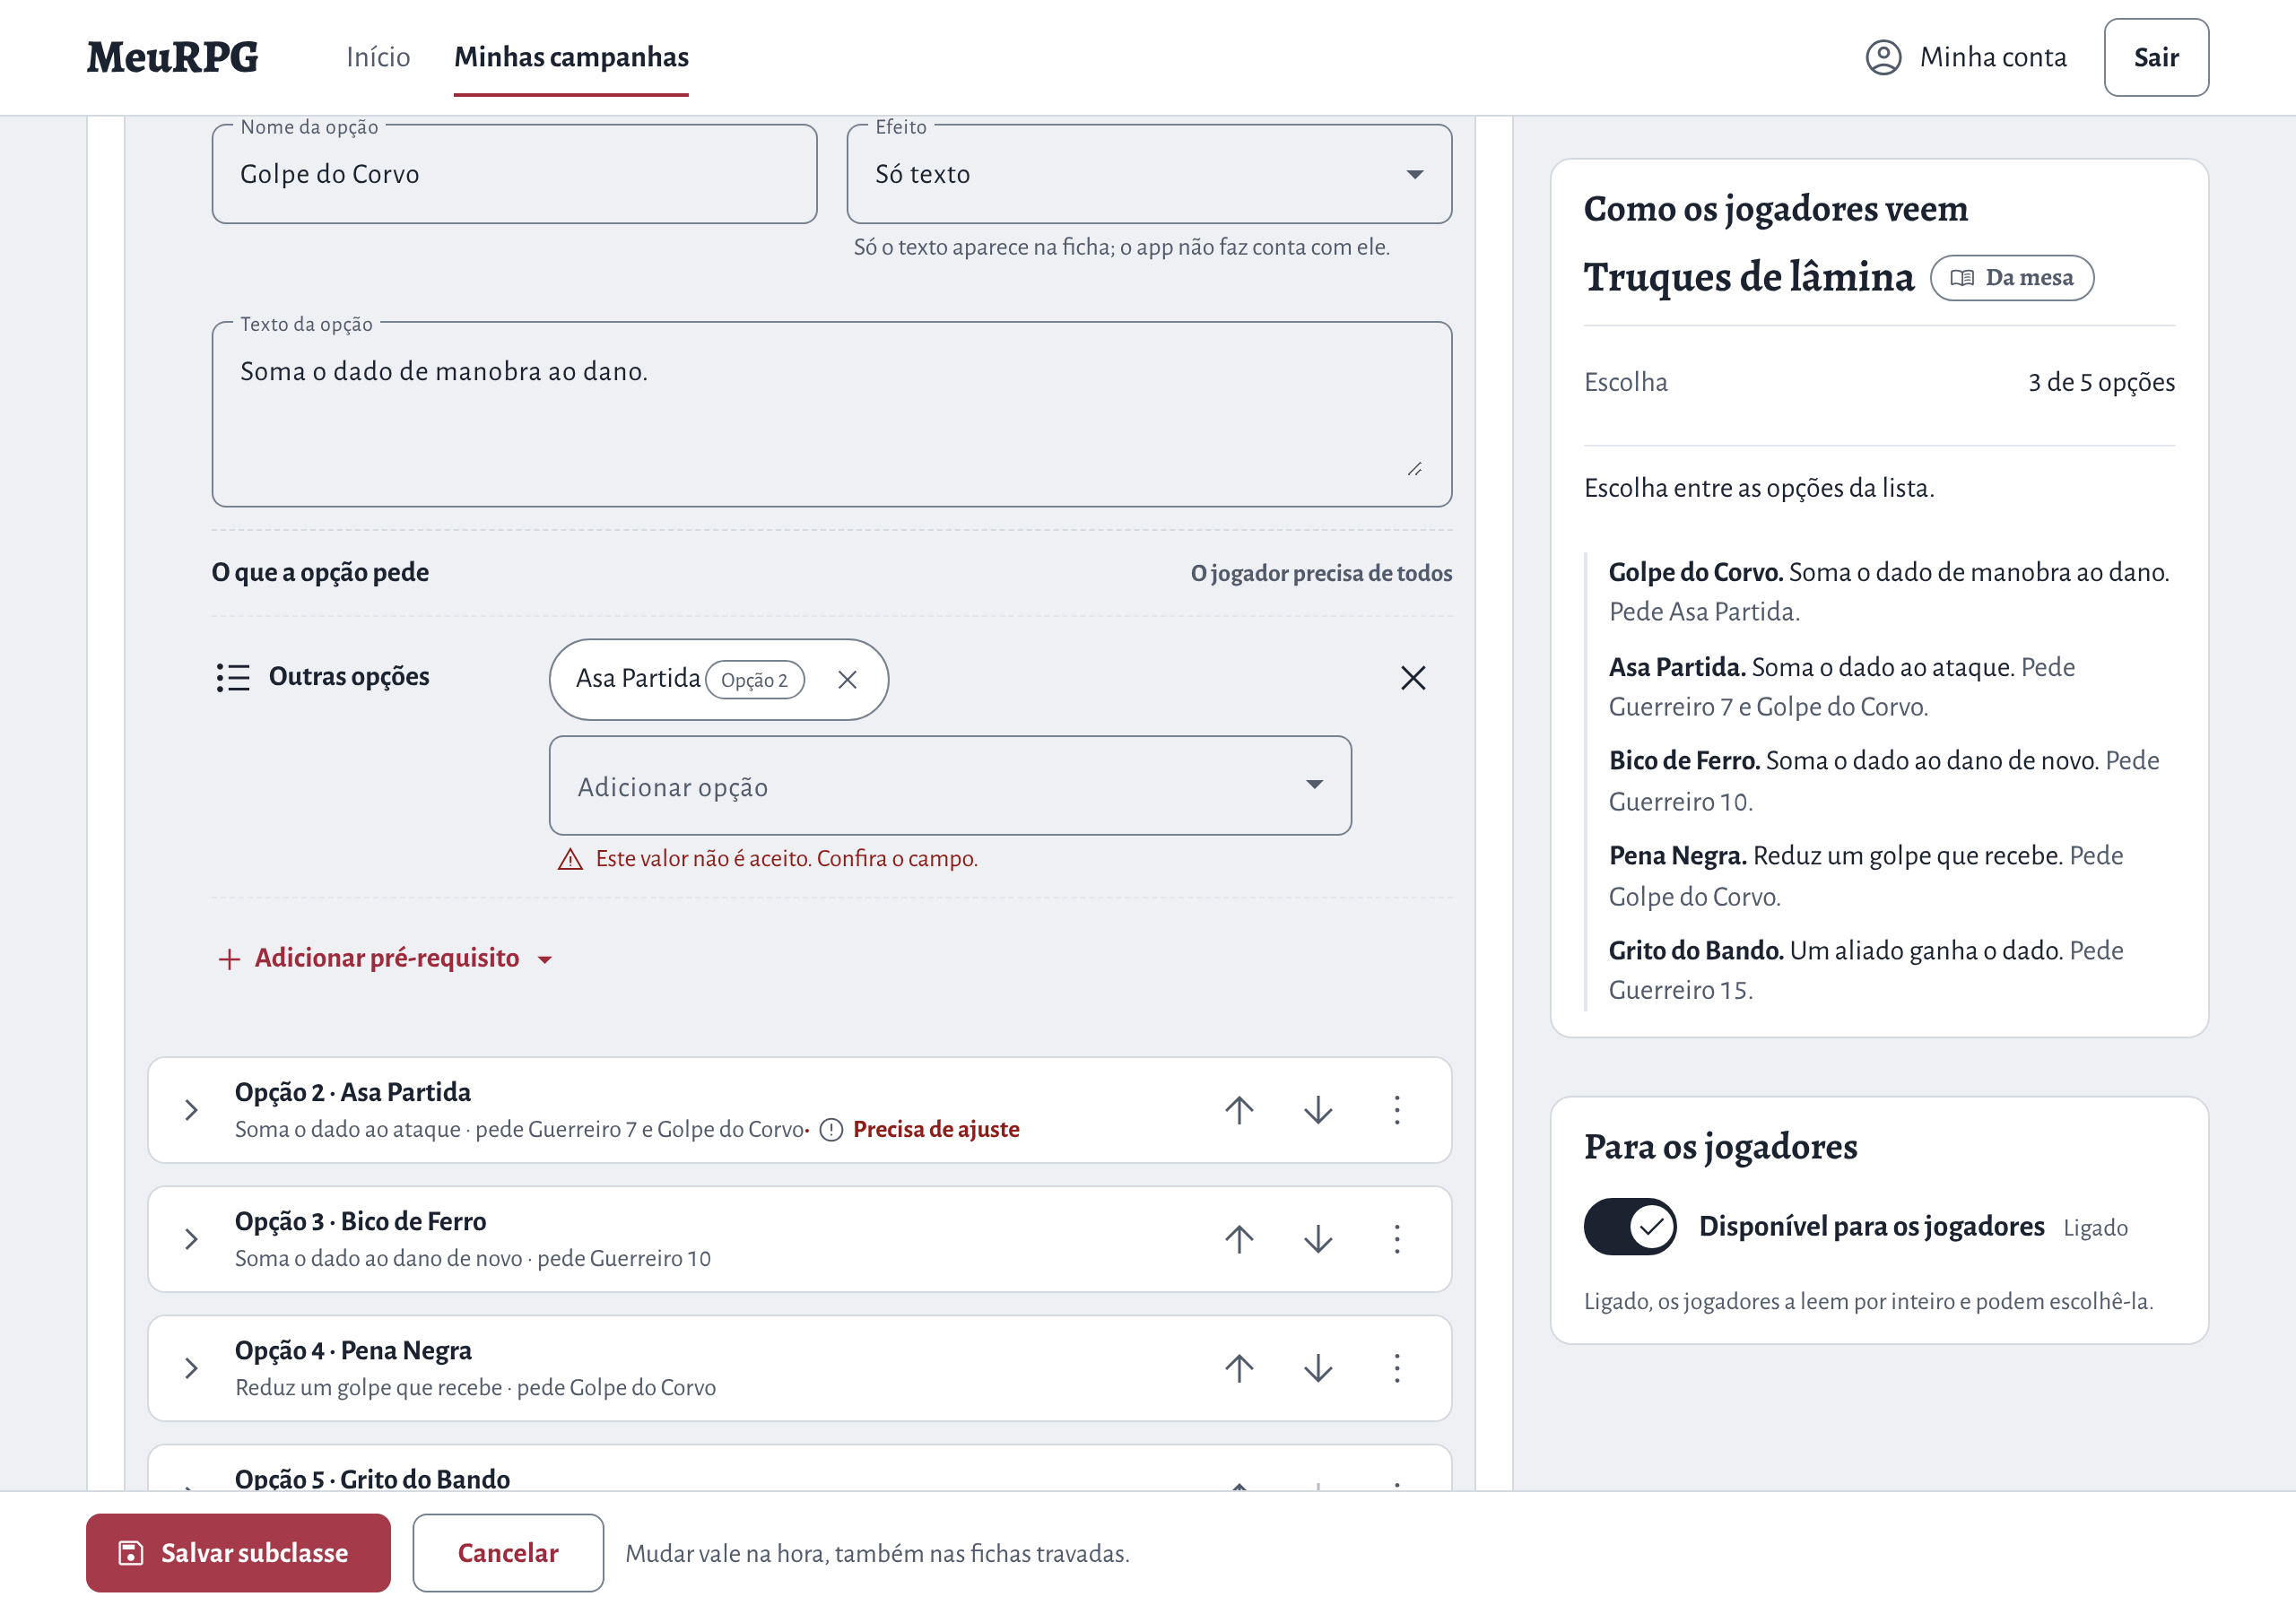 MeuRPG
Início
Minhas campanhas
Minha conta
Sair
Nome da opção
Golpe do Corvo
Efeito
Só texto
Só o texto aparece na ficha; o app não faz conta com ele.
Texto da opção
Soma o dado de manobra ao dano.
O que a opção pede
O jogador precisa de todos
Outras opções
Asa Partida
Opção 2
Adicionar opção
Este valor não é aceito. Confira o campo.
Adicionar pré-requisito
Opção 2 · Asa Partida
Soma o dado ao ataque · pede Guerreiro 7 e Golpe do Corvo· Precisa de ajuste
Opção 3 · Bico de Ferro
Soma o dado ao dano de novo · pede Guerreiro 10
Opção 4 · Pena Negra
Reduz um golpe que recebe · pede Golpe do Corvo
Opção 5 · Grito do Bando
Como os jogadores veem
Truques de lâmina
Da mesa
Escolha
3 de 5 opções
Escolha entre as opções da lista.
Golpe do Corvo. Soma o dado de manobra ao dano.
Pede Asa Partida.
Asa Partida. Soma o dado ao ataque. Pede
Guerreiro 7 e Golpe do Corvo.
Bico de Ferro. Soma o dado ao dano de novo. Pede
Guerreiro 10.
Pena Negra. Reduz um golpe que recebe. Pede
Golpe do Corvo.
Grito do Bando. Um aliado ganha o dado. Pede
Guerreiro 15.
Para os jogadores
Disponível para os jogadores
Ligado
Ligado, os jogadores a leem por inteiro e podem escolhê-la.
Salvar subclasse
Cancelar
Mudar vale na hora, também nas fichas travadas.